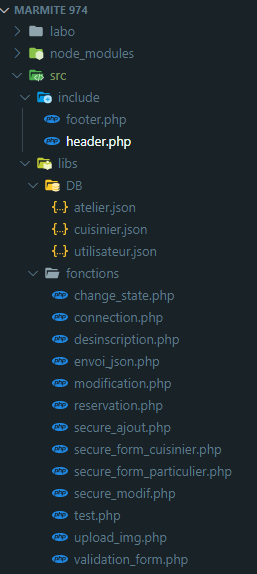 MARMITE 974
labo
node_modules
src
include
footer.php
header.php
libs
DB
atelier.json
cuisinier.json
utilisateur.json
fonctions
change_state.php
connection.php
desinscription.php
envoi_json.php
modification.php
reservation.php
secure_ajout.php
secure_form_cuisinier.php
secure_form_particulier.php
secure_modif.php
test.php
upload_img.php
validation_form.php